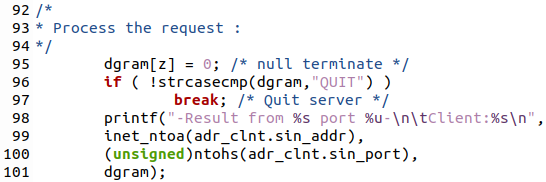 92 /*
93 * Process the request :
94 */
95 dgram[z] = 0; /* null terminate */
96 if ( !strcasecmp(dgram,"QUIT") )
97 break; /* Quit server */
98 printf("-Result from %s port %u-\n\tClient:%s\n",
99 inet_ntoa(adr_clnt.sin_addr),
100 (unsigned)ntohs(adr_clnt.sin_port),
101 dgram);